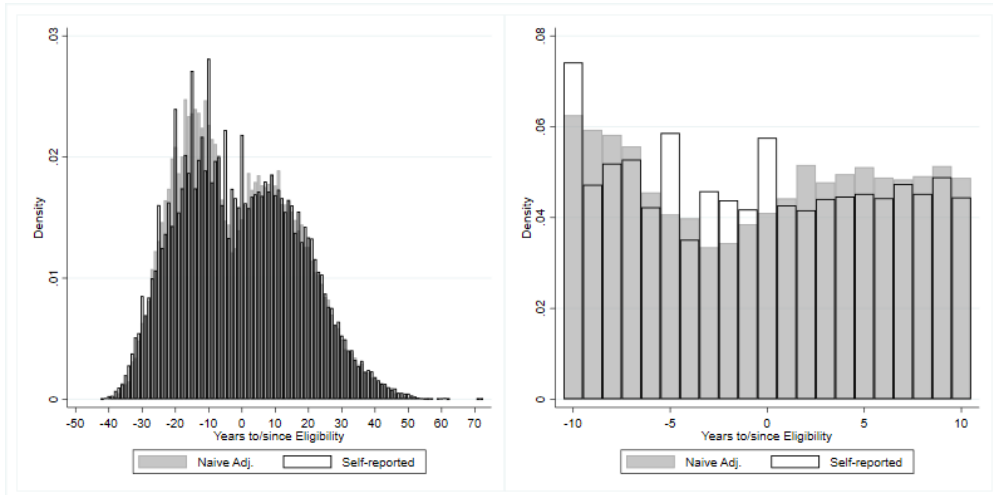 .03
.02
.01
0
Density
-50 -40 -30 -20 -10 0 10 20 30 40 50 60 70
Years to/since Eligibility
Naive Adj. Self-reported
.08
.06
.04
.02
0
Density
-10 -5 0 5 10
Years to/since Eligibility
Naive Adj. Self-reported